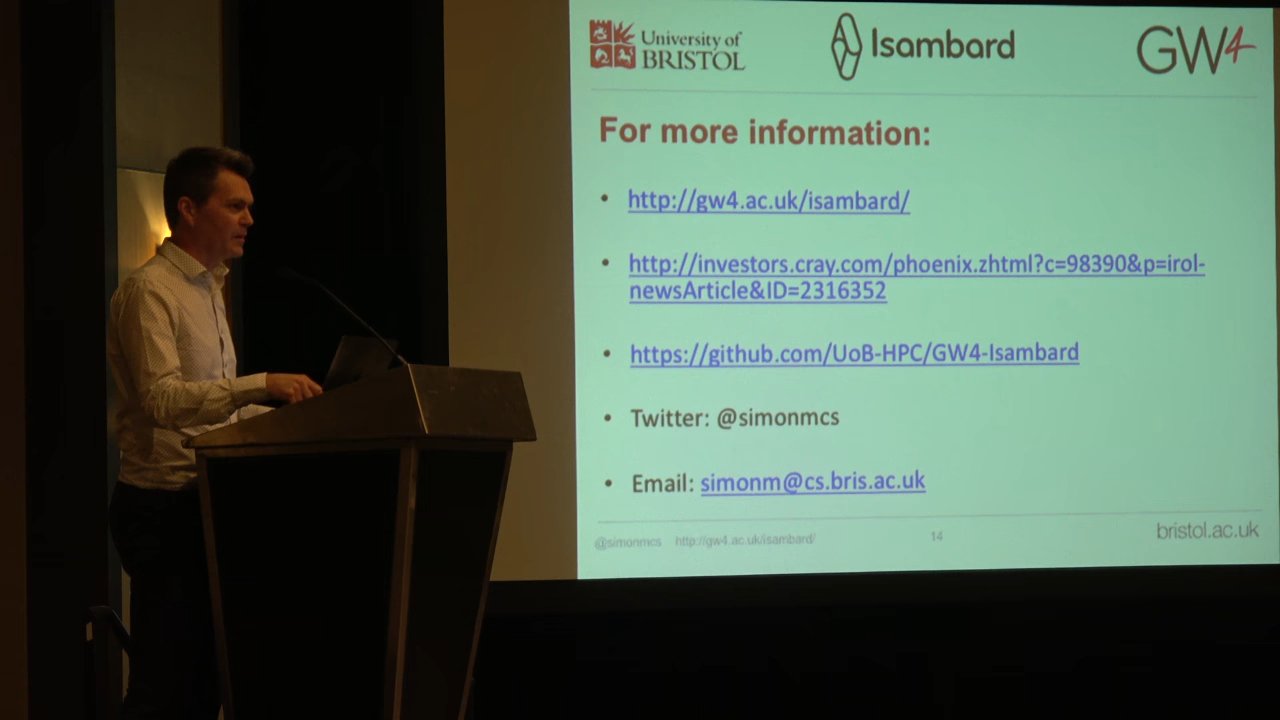 University of
BRISTOL
Isambard
GW4
For more information:
• http://gw4.ac.uk/isambard/
• http://investors.cray.com/phoenix.zhtml?c=98390&p=irol-
newsArticle&ID=2316352
• https://github.com/UoB-HPC/GW4-Isambard
• Twitter: @simonmcs
• Email: simonm@cs.bris.ac.uk
@simonmcs http://gw4.ac.uk/isambard/ 14 bristol.ac.uk